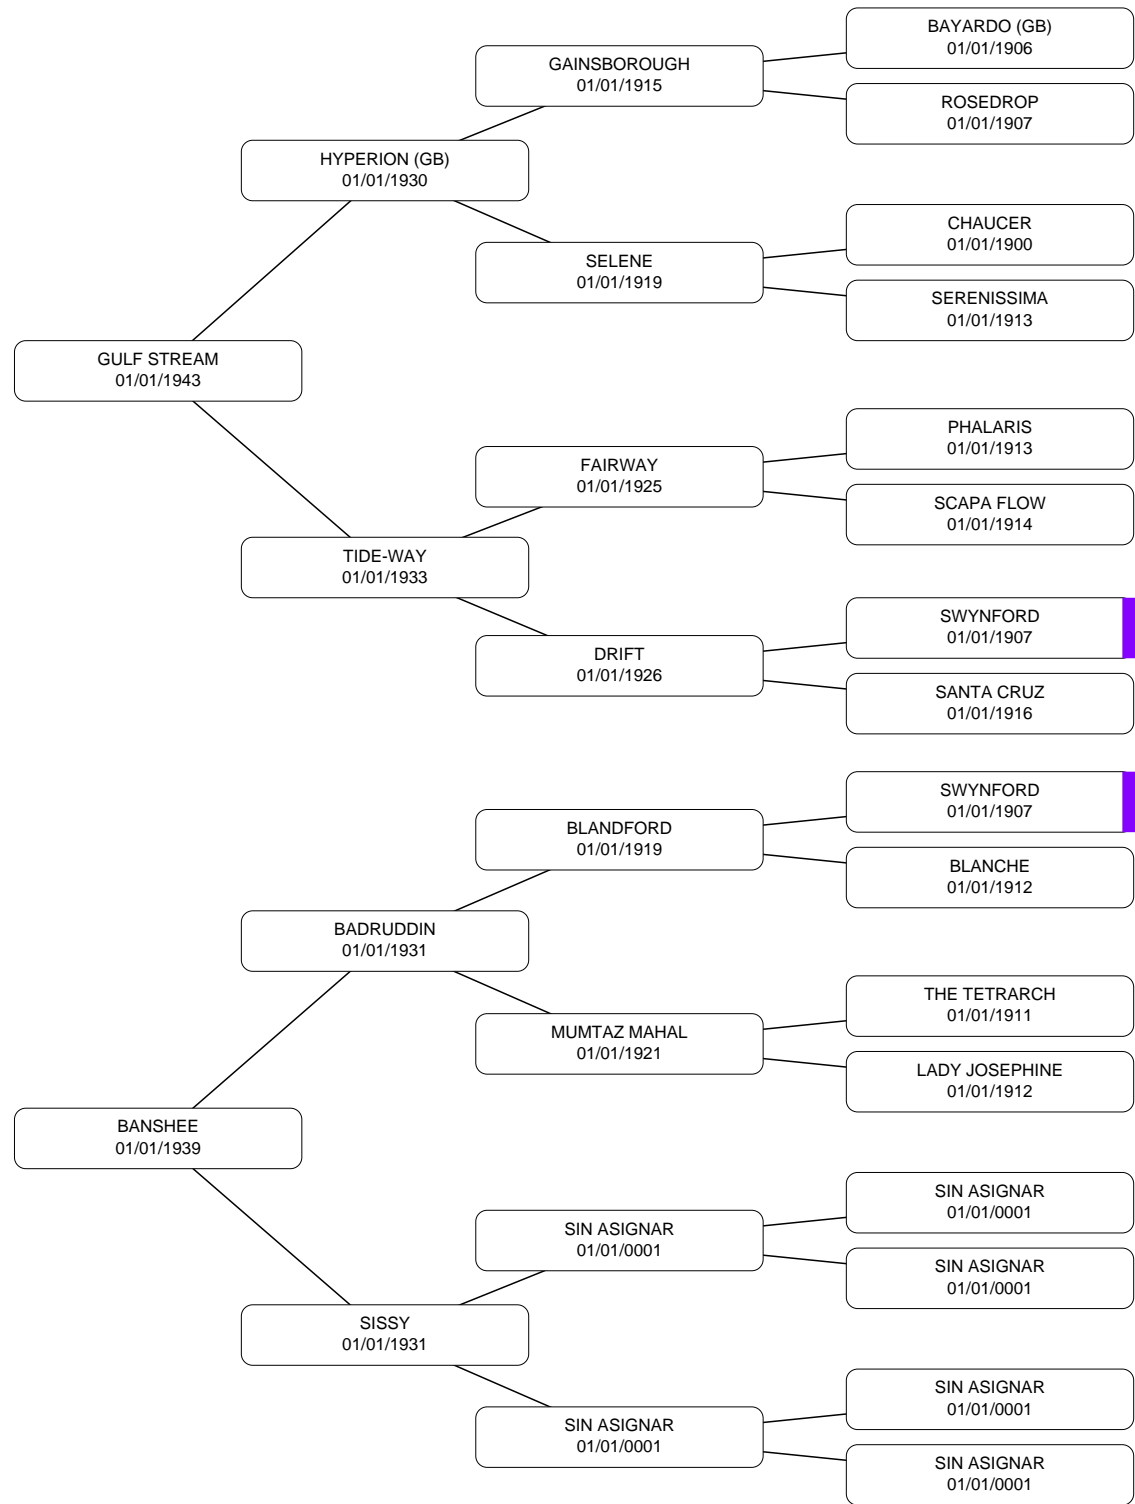 BAYARDO (GB)
01/01/1906
GAINSBOROUGH
01/01/1915
ROSEDROP
01/01/1907
HYPERION (GB)
01/01/1930
CHAUCER
01/01/1900
SELENE
01/01/1919
SERENISSIMA
01/01/1913
GULF STREAM
01/01/1943
PHALARIS
01/01/1913
FAIRWAY
01/01/1925
SCAPA FLOW
01/01/1914
TIDE-WAY
01/01/1933
SWYNFORD
01/01/1907
DRIFT
01/01/1926
SANTA CRUZ
01/01/1916
SWYNFORD
01/01/1907
BLANDFORD
01/01/1919
BLANCHE
01/01/1912
BADRUDDIN
01/01/1931
THE TETRARCH
01/01/1911
MUMTAZ MAHAL
01/01/1921
LADY JOSEPHINE
01/01/1912
BANSHEE
01/01/1939
SIN ASIGNAR
01/01/0001
SIN ASIGNAR
01/01/0001
SIN ASIGNAR
01/01/0001
SISSY
01/01/1931
SIN ASIGNAR
01/01/0001
SIN ASIGNAR
01/01/0001
SIN ASIGNAR
01/01/0001